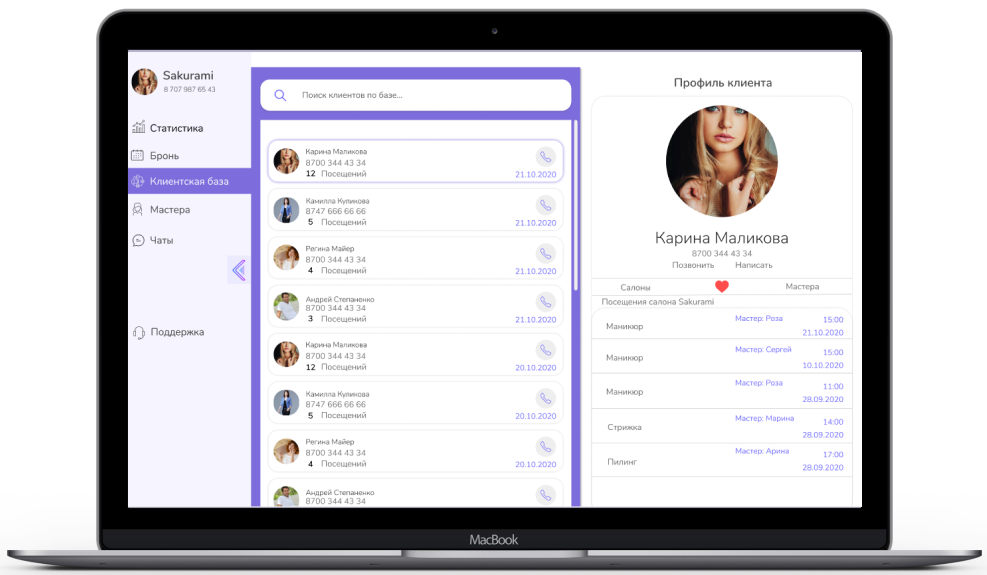 Sakurami
8 707 987 65 43
Статистика
Бронь
Клиентская база
Мастера
Чаты
Поддержка
Поиск клиентов по базе...
Карина Маликова
8700 344 43 34
12 Посещений
21.10.2020
Камилла Куликова
8747 666 66 66
5 Посещений
21.10.2020
Регина Майер
8700 344 43 34
4 Посещений
21.10.2020
Андрей Степаненко
8700 344 43 34
3 Посещений
21.10.2020
Карина Маликова
8700 344 43 34
12 Посещений
20.10.2020
Камилла Куликова
8747 666 66 66
5 Посещений
20.10.2020
Регина Майер
8700 344 43 34
4 Посещений
20.10.2020
Андрей Степаненко
8700 344 43 34
Профиль клиента
Карина Маликова
8700 344 43 34
Позвонить Написать
Салоны Мастера
Посещения салона Sakurami
Маникюр Мастер: Роза 15:00
21.10.2020
Маникюр Мастер: Сергей 15:00
10.10.2020
Маникюр Мастер: Роза 11:00
28.09.2020
Стрижка Мастер: Марина 14:00
28.09.2020
Пилинг Мастер: Арина 17:00
28.09.2020
MacBook